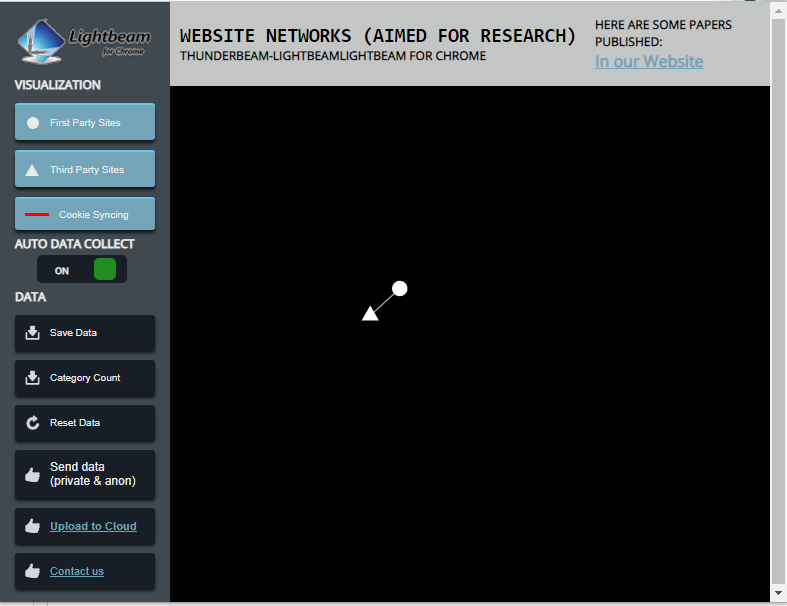 Lightbeam
for Chrome
VISUALIZATION
First Party Sites
Third Party Sites
Cookie Syncing
AUTO DATA COLLECT
ON
DATA
Save Data
Category Count
Reset Data
Send data
(private & anon)
Upload to Cloud
Contact us
WEBSITE NETWORKS (AIMED FOR RESEARCH)
THUNDERBEAM-LIGHTBEAMLIGHTBEAM FOR CHROME
HERE ARE SOME PAPERS
PUBLISHED:
In our Website